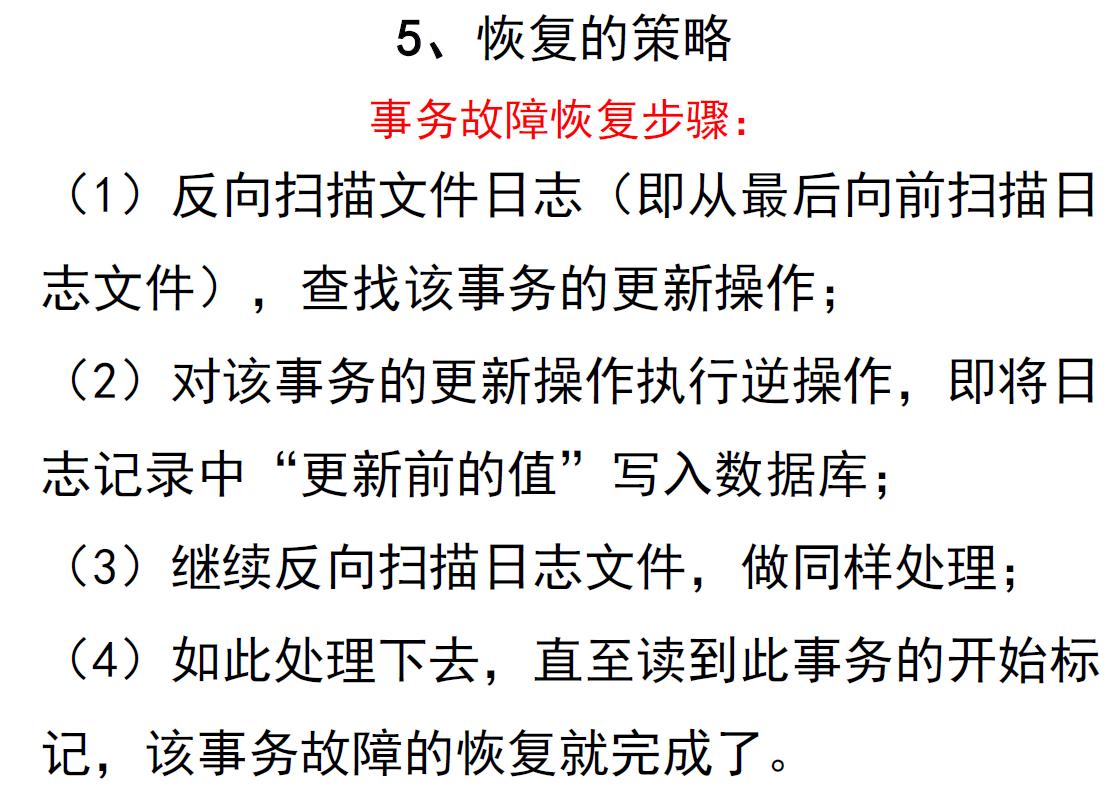 5、恢复的策略
事务故障恢复步骤：
（1）反向扫描文件日志（即从最后向前扫描日
志文件），查找该事务的更新操作；
（2）对该事务的更新操作执行逆操作，即将日
志记录中“更新前的值”写入数据库；
（3）继续反向扫描日志文件，做同样处理；
（4）如此处理下去，直至读到此事务的开始标
记，该事务故障的恢复就完成了。